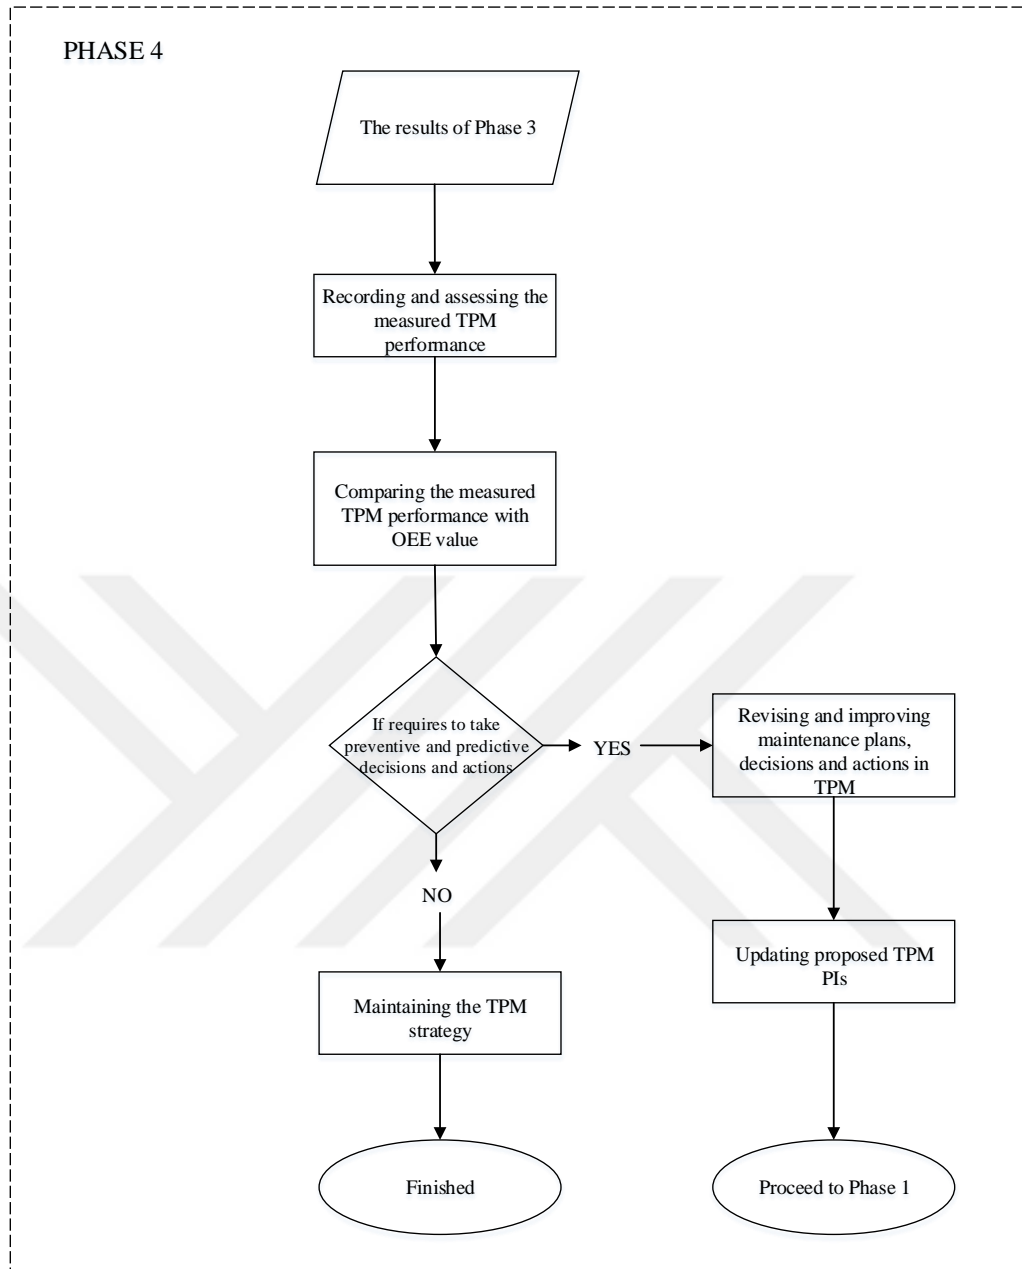 PHASE 4
The results of Phase 3
Recording and assessing the
measured TPM
performance
Comparing the measured
TPM performance with
OEE value
If requires to take
preventive and predictive
decisions and actions
YES
Revising and improving
maintenance plans,
decisions and actions in
TPM
NO
Updating proposed TPM
PIs
Maintaining the TPM
strategy
Finished
Proceed to Phase 1